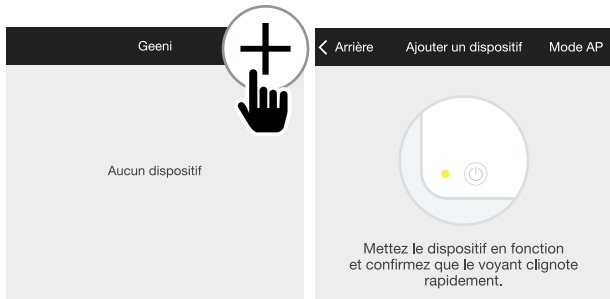 Geeni
Aucun dispositif
Arrière Ajouter un dispositif Mode AP
Mettez le dispositif en fonction
et confirmez que le voyant clignote
rapidement.